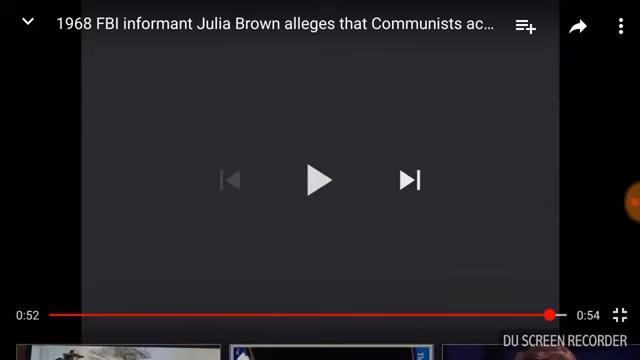 1968 FBI informant Julia Brown alleges that Communists ac...
0:52
0:54
DU SCREEN RECORDER